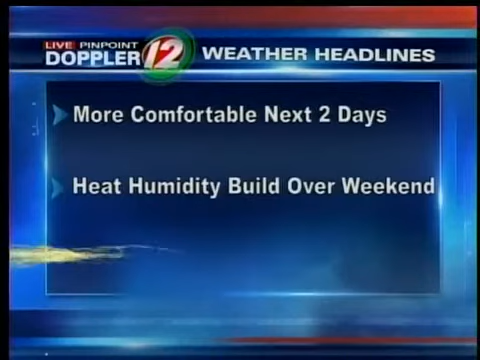 LIVE PINPOINT
DOPPLER 12 WEATHER HEADLINES
More Comfortable Next 2 Days
Heat Humidity Build Over Weekend